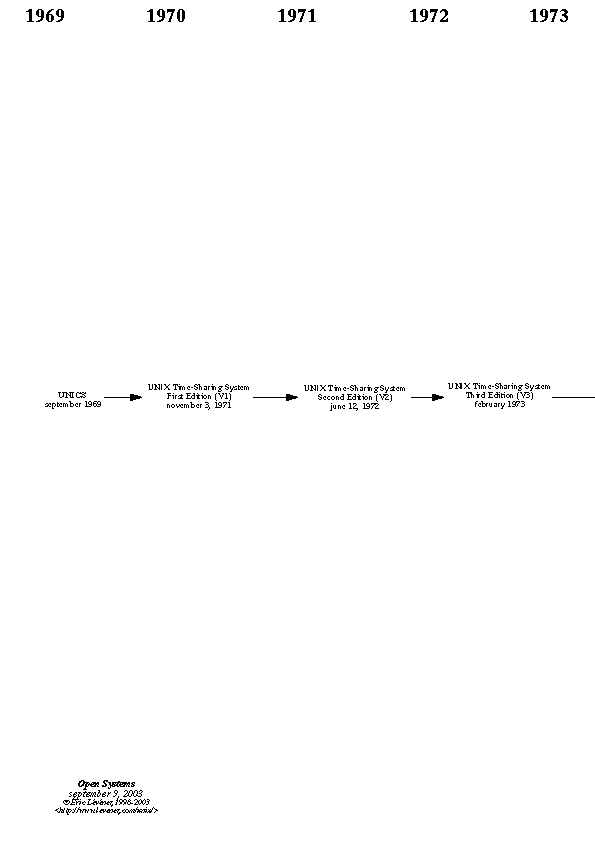 1969 1970 1971 1972 1973
UNICS
september 1969
UNIX Time-Sharing System
First Edition (V1)
november 3, 1971
UNIX Time-Sharing System
Second Edition (V2)
june 12, 1972
UNIX Time-Sharing System
Third Edition (V3)
february 1973
Open Systems
september 9, 2003
© Éric Lévénez 1998-2003
<http://www.levenez.com/unix/>